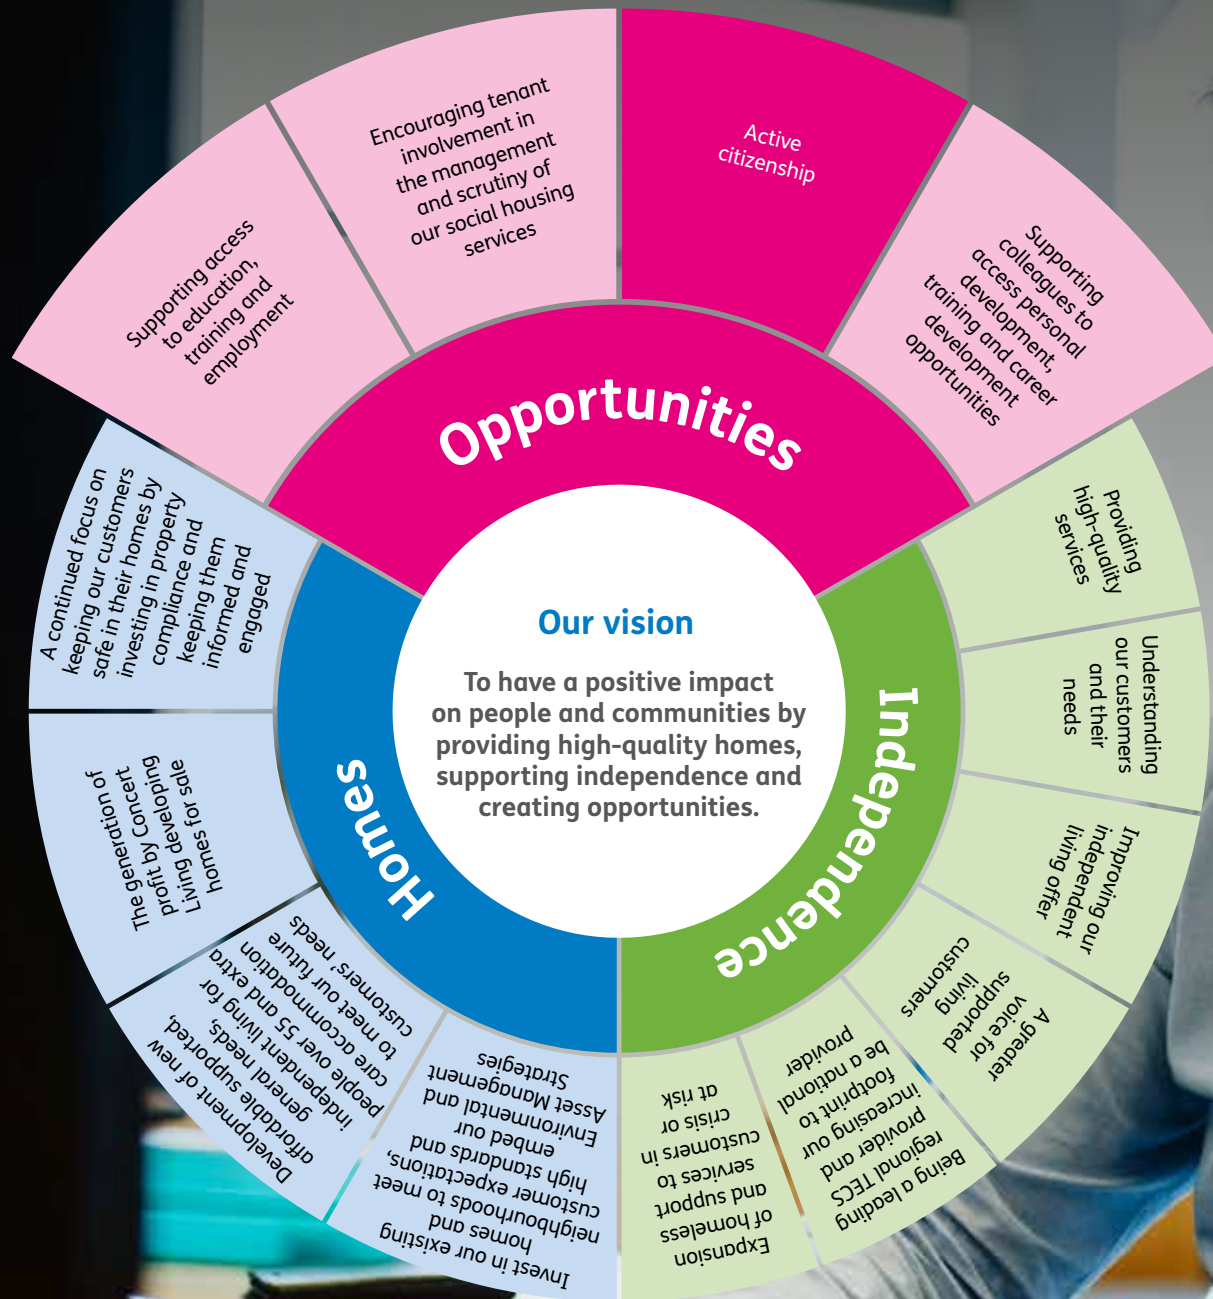 Our vision
To have a positive impact
on people and communities by
providing high-quality homes,
supporting independence and
creating opportunities.
Opportunities
Supporting access
to education,
training and
employment
Encouraging tenant
involvement in
the management
and scrutiny of
our social housing
services
Active
citizenship
Supporting
colleagues to
access personal
development,
training and career
development
opportunities
Independence
Providing
high-quality
services
Understanding
our customers
and their
needs
Improving our
independent
living offer
A greater
voice for
supported
living
customers
Being a leading
regional TECS
provider and
increasing our
footprint to
be a national
provider
Expansion
of homeless
and support
services to
customers in
crisis or
at risk
Homes
Invest in our existing
homes and
neighbourhoods to meet
customer expectations,
high standards and
embed our
Environmental and
Asset Management
Strategies
Development of new
affordable supported,
general needs,
independent living for
people over 55 and extra
care accommodation
to meet our future
customers' needs
The generation of
profit by Concert
Living developing
homes for sale
A continued focus on
keeping our customers
safe in their homes by
investing in property
compliance and
keeping them
informed and
engaged